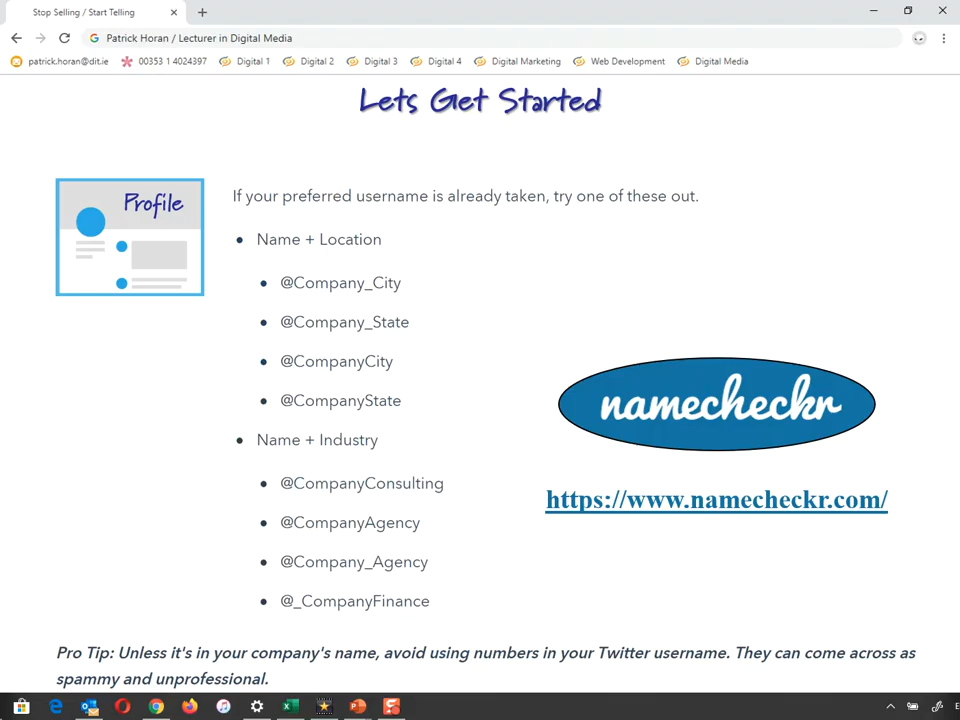 Stop Selling / Start Telling
Patrick Horan / Lecturer in Digital Media
patrick.horan@dit.ie 00353 1 4024397 Digital 1 Digital 2 Digital 3 Digital 4 Digital Marketing Web Development Digital Media
Lets Get Started
Profile
If your preferred username is already taken, try one of these out.
• Name + Location
• @Company_City
• @Company_State
• @CompanyCity
• @CompanyState
namecheckr
• Name + Industry
• @CompanyConsulting
https://www.namecheckr.com/
• @CompanyAgency
• @Company_Agency
• @_CompanyFinance
Pro Tip: Unless it's in your company's name, avoid using numbers in your Twitter username. They can come across as
spammy and unprofessional.
E